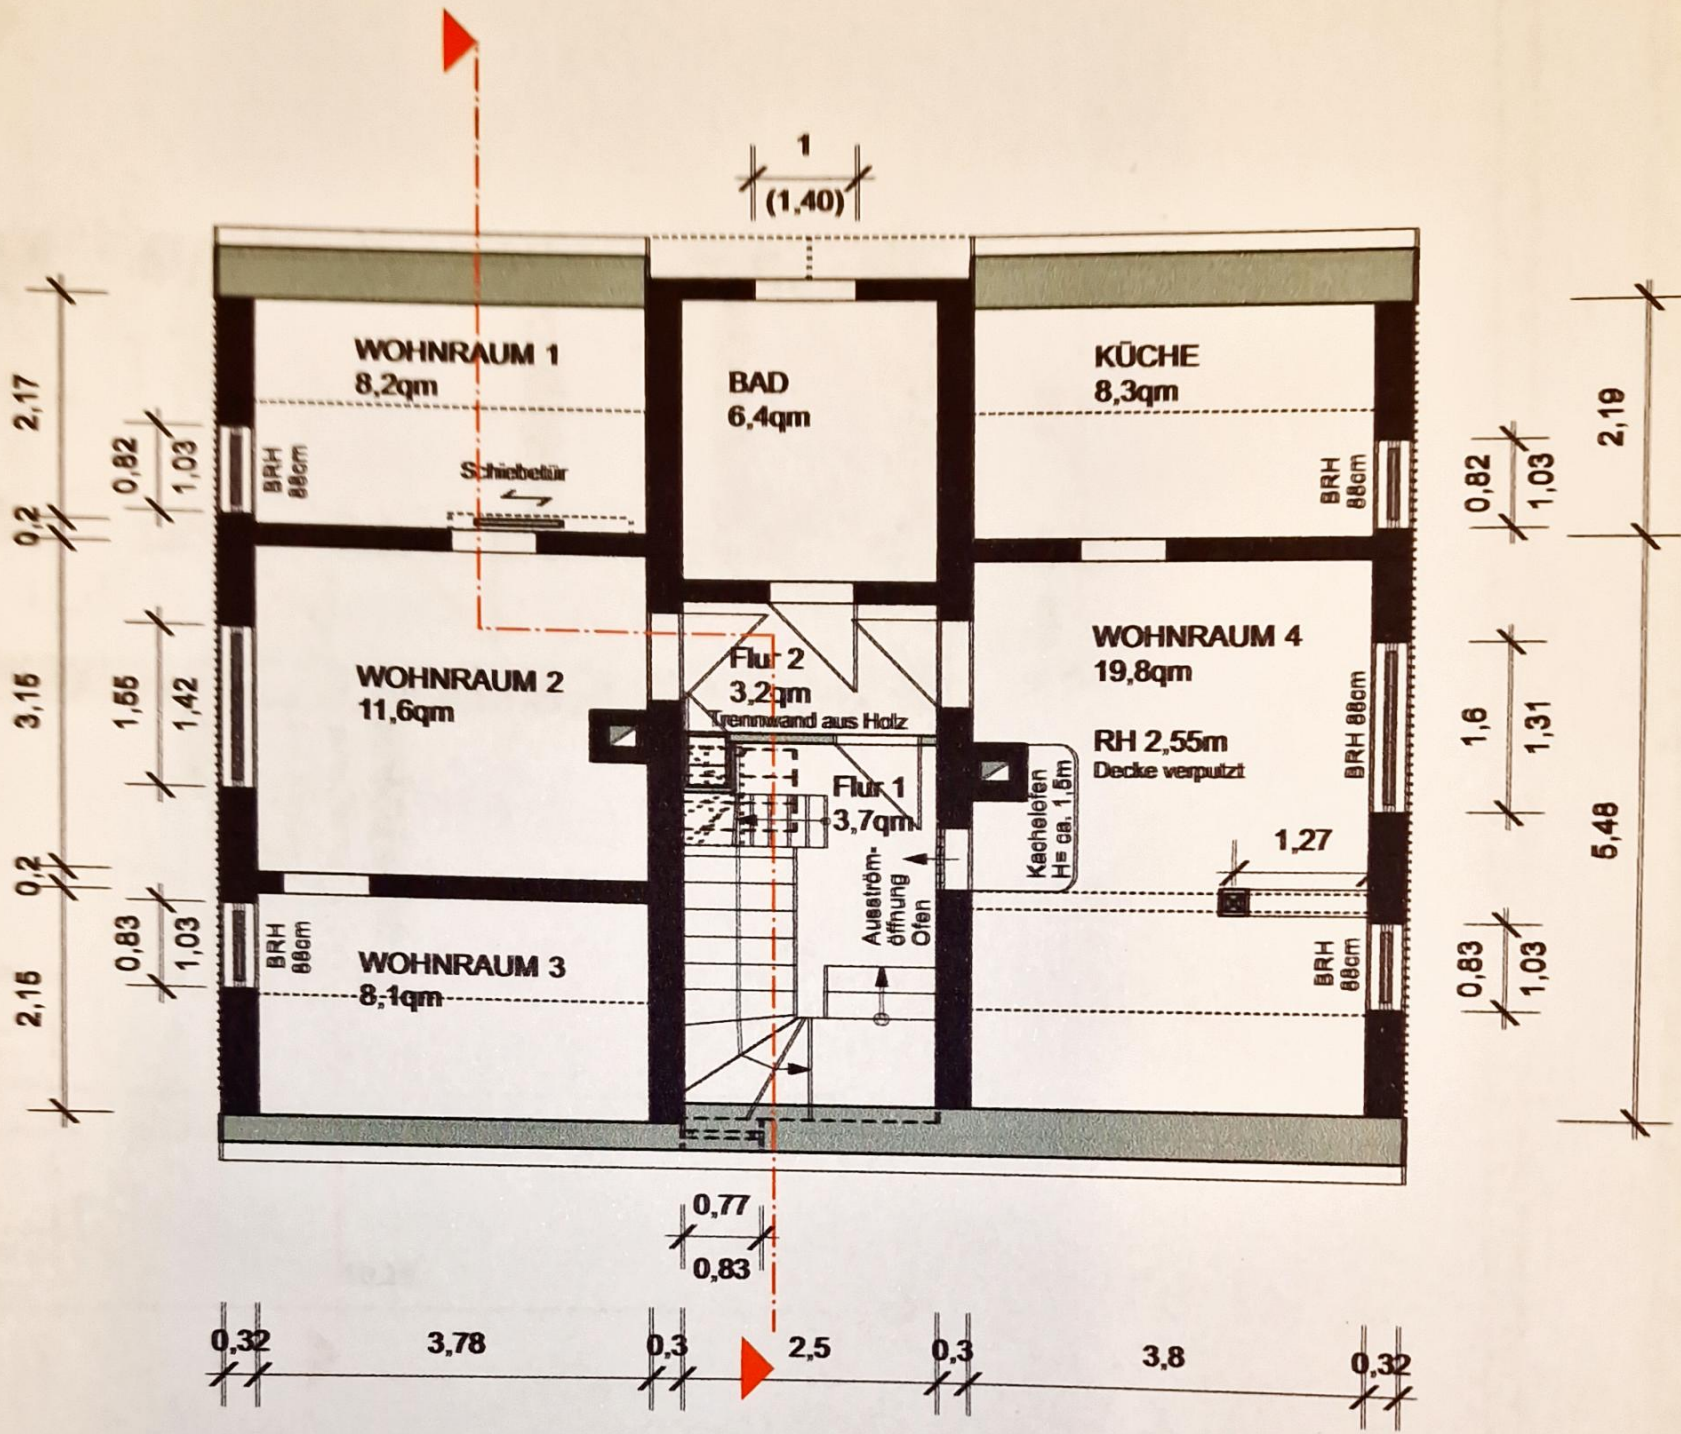 1
(1,40)
WOHNRAUM 1
8,2qm
BAD
6,4qm
KÜCHE
8,3qm
2,17
0,82
1,03
BRH
88cm
Schiebetür
BRH
88cm
0,82
1,03
2,19
0,2
WOHNRAUM 2
11,6qm
3,15
1,55
1,42
Flur 2
3,2qm
Trennwand aus Holz
Flur 1
3,7qm
WOHNRAUM 4
19,8qm
RH 2,55m
Decke verputzt
BRH 88cm
1,6
1,31
Kachelofen
H= ca. 1,5m
Ausström-
öffnung
Ofen
1,27
5,48
0,2
0,83
1,03
BRH
88cm
WOHNRAUM 3
8,1qm
2,15
BRH
88cm
0,83
1,03
0,77
0,83
0,32
3,78
0,3
2,5
0,3
3,8
0,32